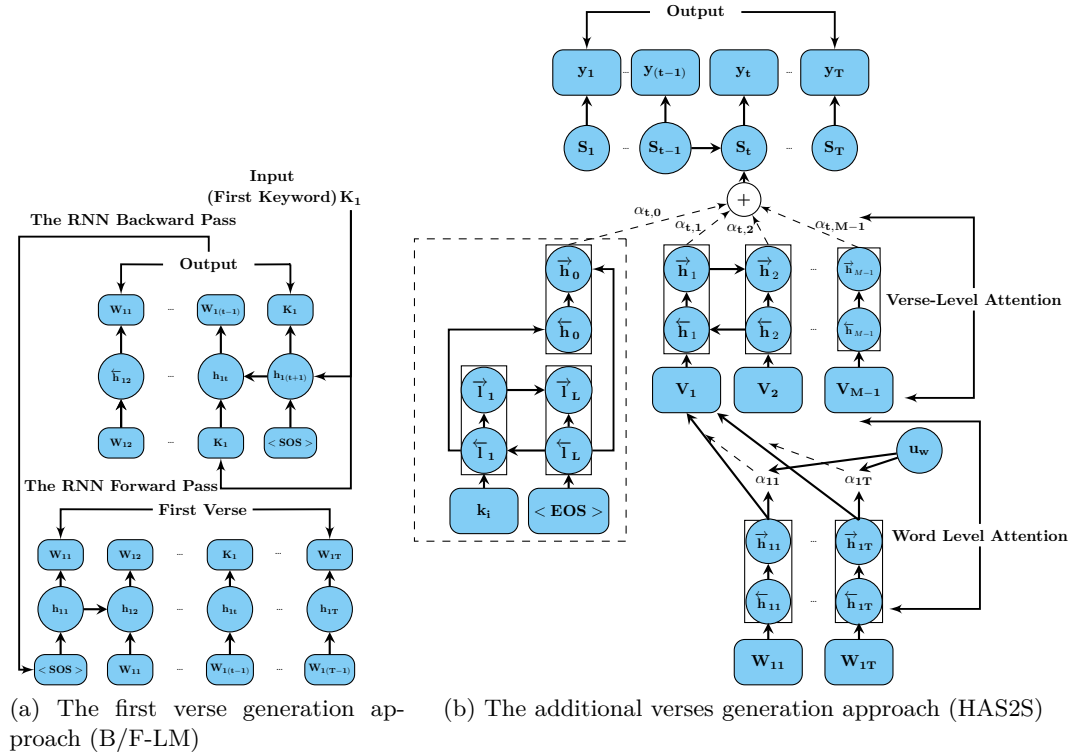 Input
(First Keyword) K1
The RNN Backward Pass
Output
W11 ... W1(t−1) K1
h12 ... h1t h1(t+1)
W12 ... K1 < SOS >
The RNN Forward Pass
First Verse
W11 W12 ... K1 ... W1T
h11 h12 ... h1t ... h1T
< SOS > W11 ... W1(t−1) ... W1(T−1)
(a) The first verse generation ap-
proach (B/F-LM)
Output
y1 ... y(t−1) yt ... yT
S1 ... St−1 St ... ST
+
αt,0 αt,1 αt,2 αt,M−1
h0 h1 h2 ... hM−1
Verse-Level Attention
h0 h1 h2 ... hM−1
l1 lL
V1 V2 ... VM−1
l1 lL
uw
α11 α1T
ki < EOS >
h11 ... h1T
Word Level Attention
h11 ... h1T
W11 W1T
(b) The additional verses generation approach (HAS2S)